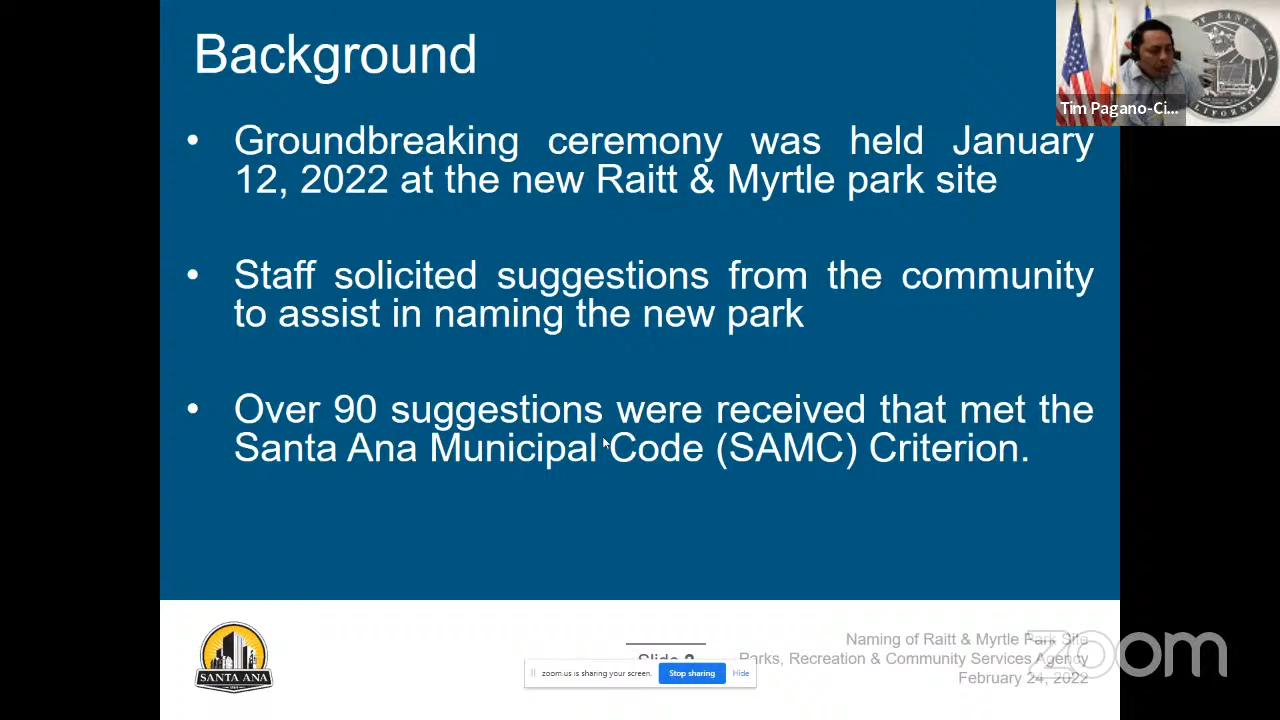 Background
Tim Pagano-Ci...
• Groundbreaking ceremony was held January
12, 2022 at the new Raitt & Myrtle park site
• Staff solicited suggestions from the community
to assist in naming the new park
• Over 90 suggestions were received that met the
Santa Ana Municipal Code (SAMC) Criterion.
SANTA ANA
zoom.us is sharing your screen.
Stop sharing
Hide
Naming of Raitt & Myrtle Park Site
Parks, Recreation & Community Services Agency
February 24, 2022
zoom